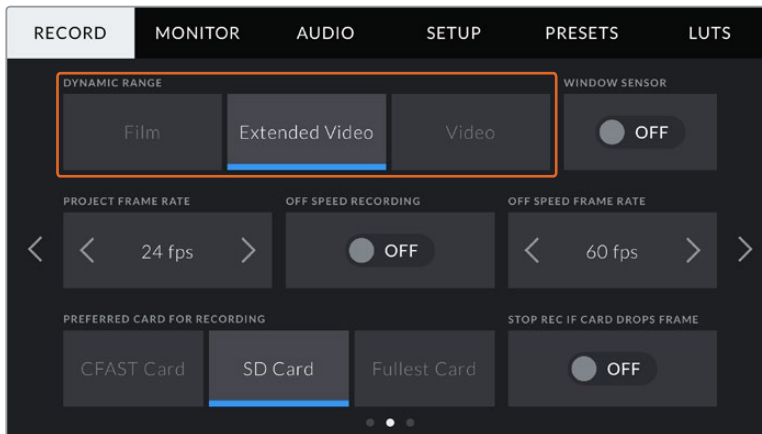 RECORD MONITOR AUDIO SETUP PRESETS LUTS
DYNAMIC RANGE WINDOW SENSOR
Film Extended Video Video OFF
PROJECT FRAME RATE OFF SPEED RECORDING OFF SPEED FRAME RATE
24 fps OFF 60 fps
PREFERRED CARD FOR RECORDING STOP REC IF CARD DROPS FRAME
CFAST Card SD Card Fullest Card OFF